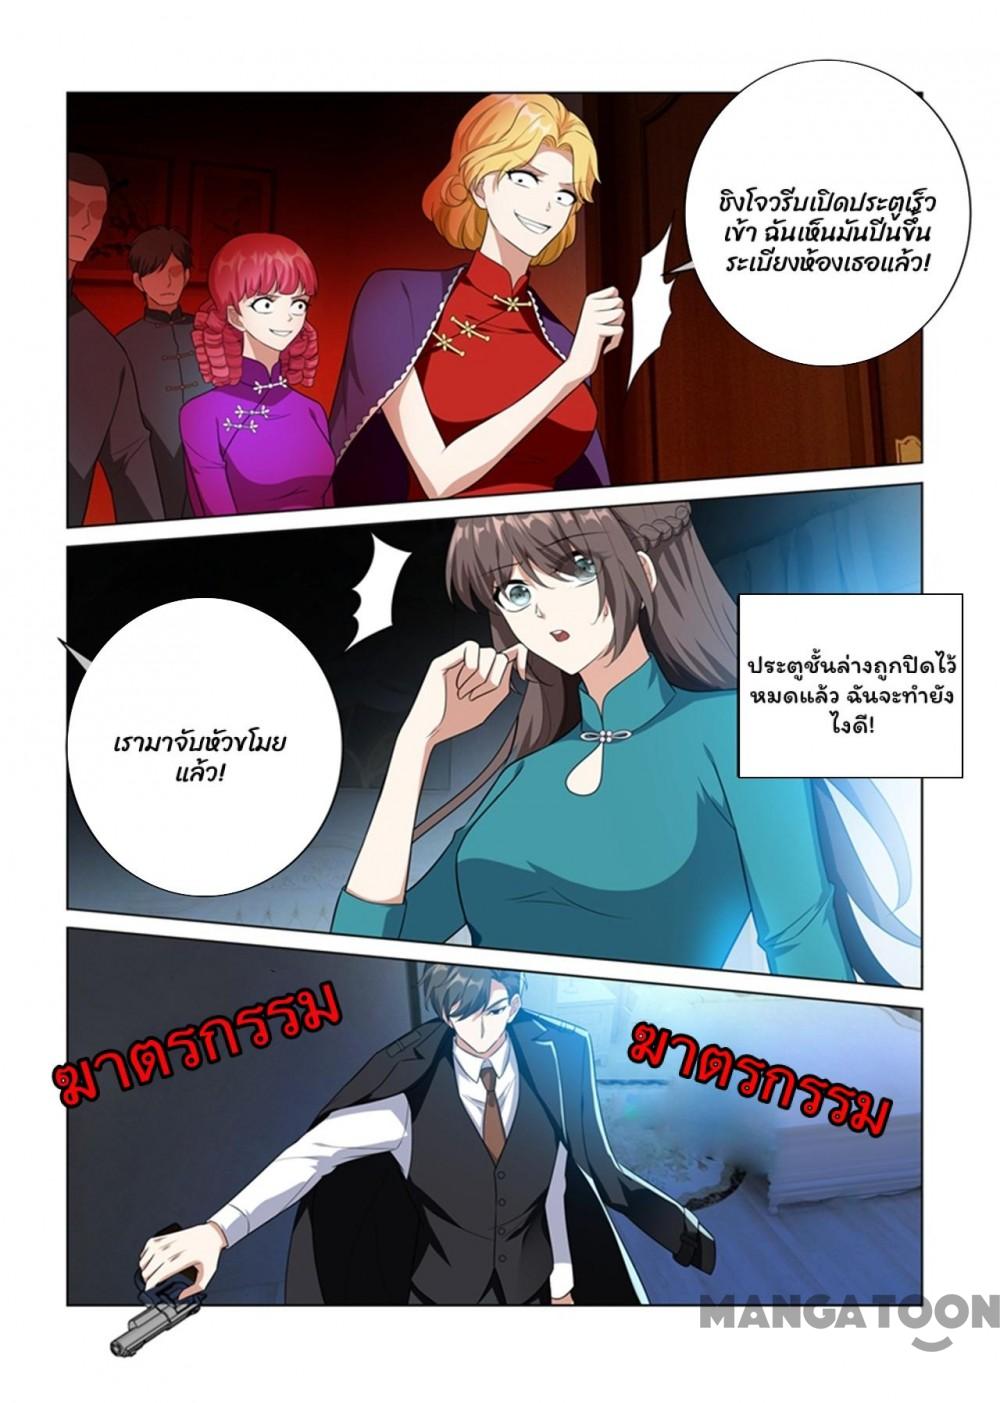 ชิงโจวรีบเปิดประตูเร็ว
เข้า ฉันเห็นมันปีนขึ้น
ระเบียงห้องเธอแล้ว!
ประตูชั้นล่างถูกปิดไว้
หมดแล้ว ฉันจะทำยัง
ไงดี!
เรามาจับหัวขโมย
แล้ว!
ฆาตรกรรม
ฆาตรกรรม
MANGATOON